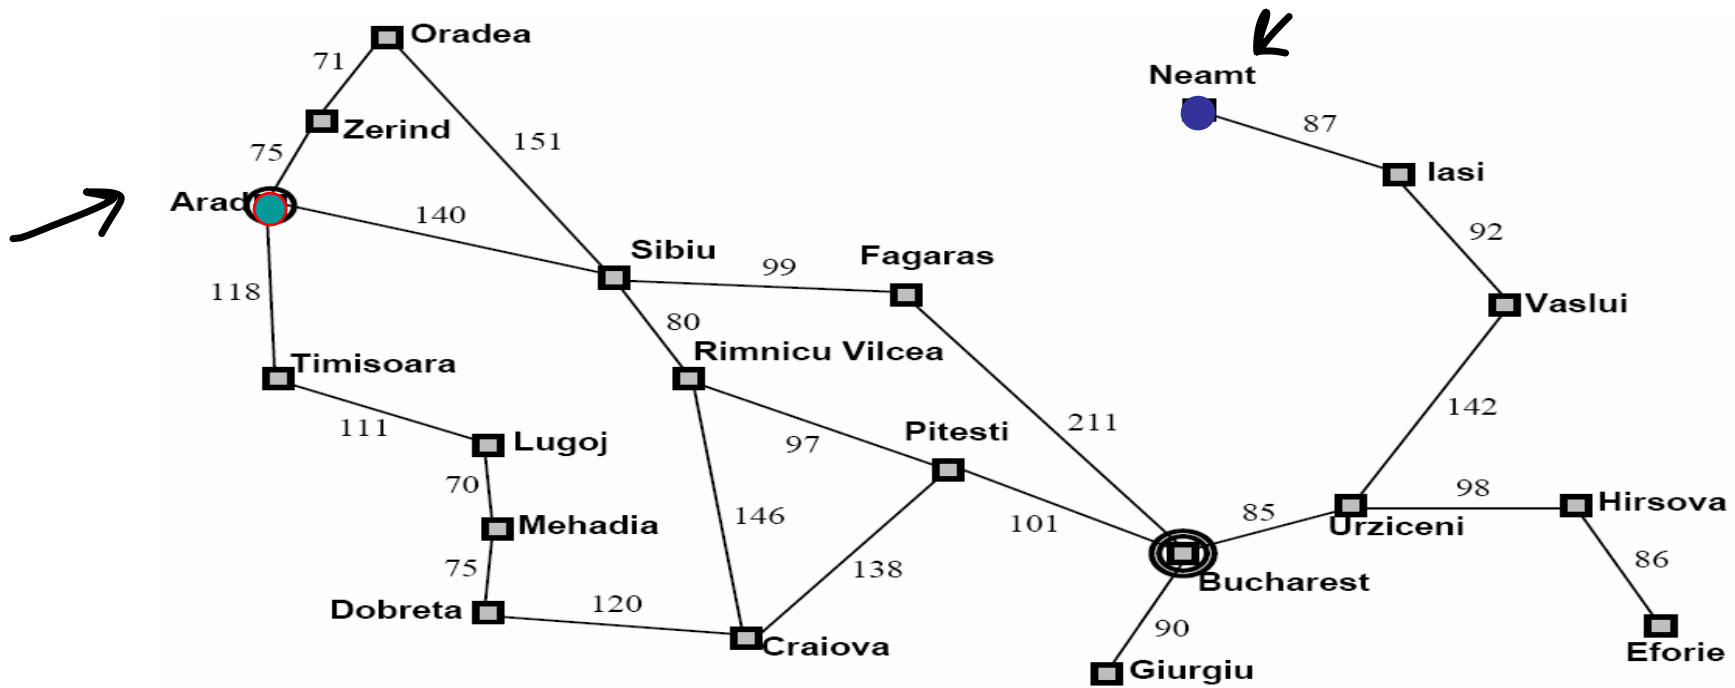 Oradea
Neamt
71
87
Zerind
151
75
Iasi
Arad
140
92
Sibiu
Fagaras
99
118
Vaslui
80
Rimnicu Vilcea
Timisoara
142
211
111
Pitesti
97
Lugoj
70
98
Hirsova
146
101
85
Urziceni
Mehadia
86
75
138
Bucharest
Dobreta
120
90
Craiova
Eforie
Giurgiu